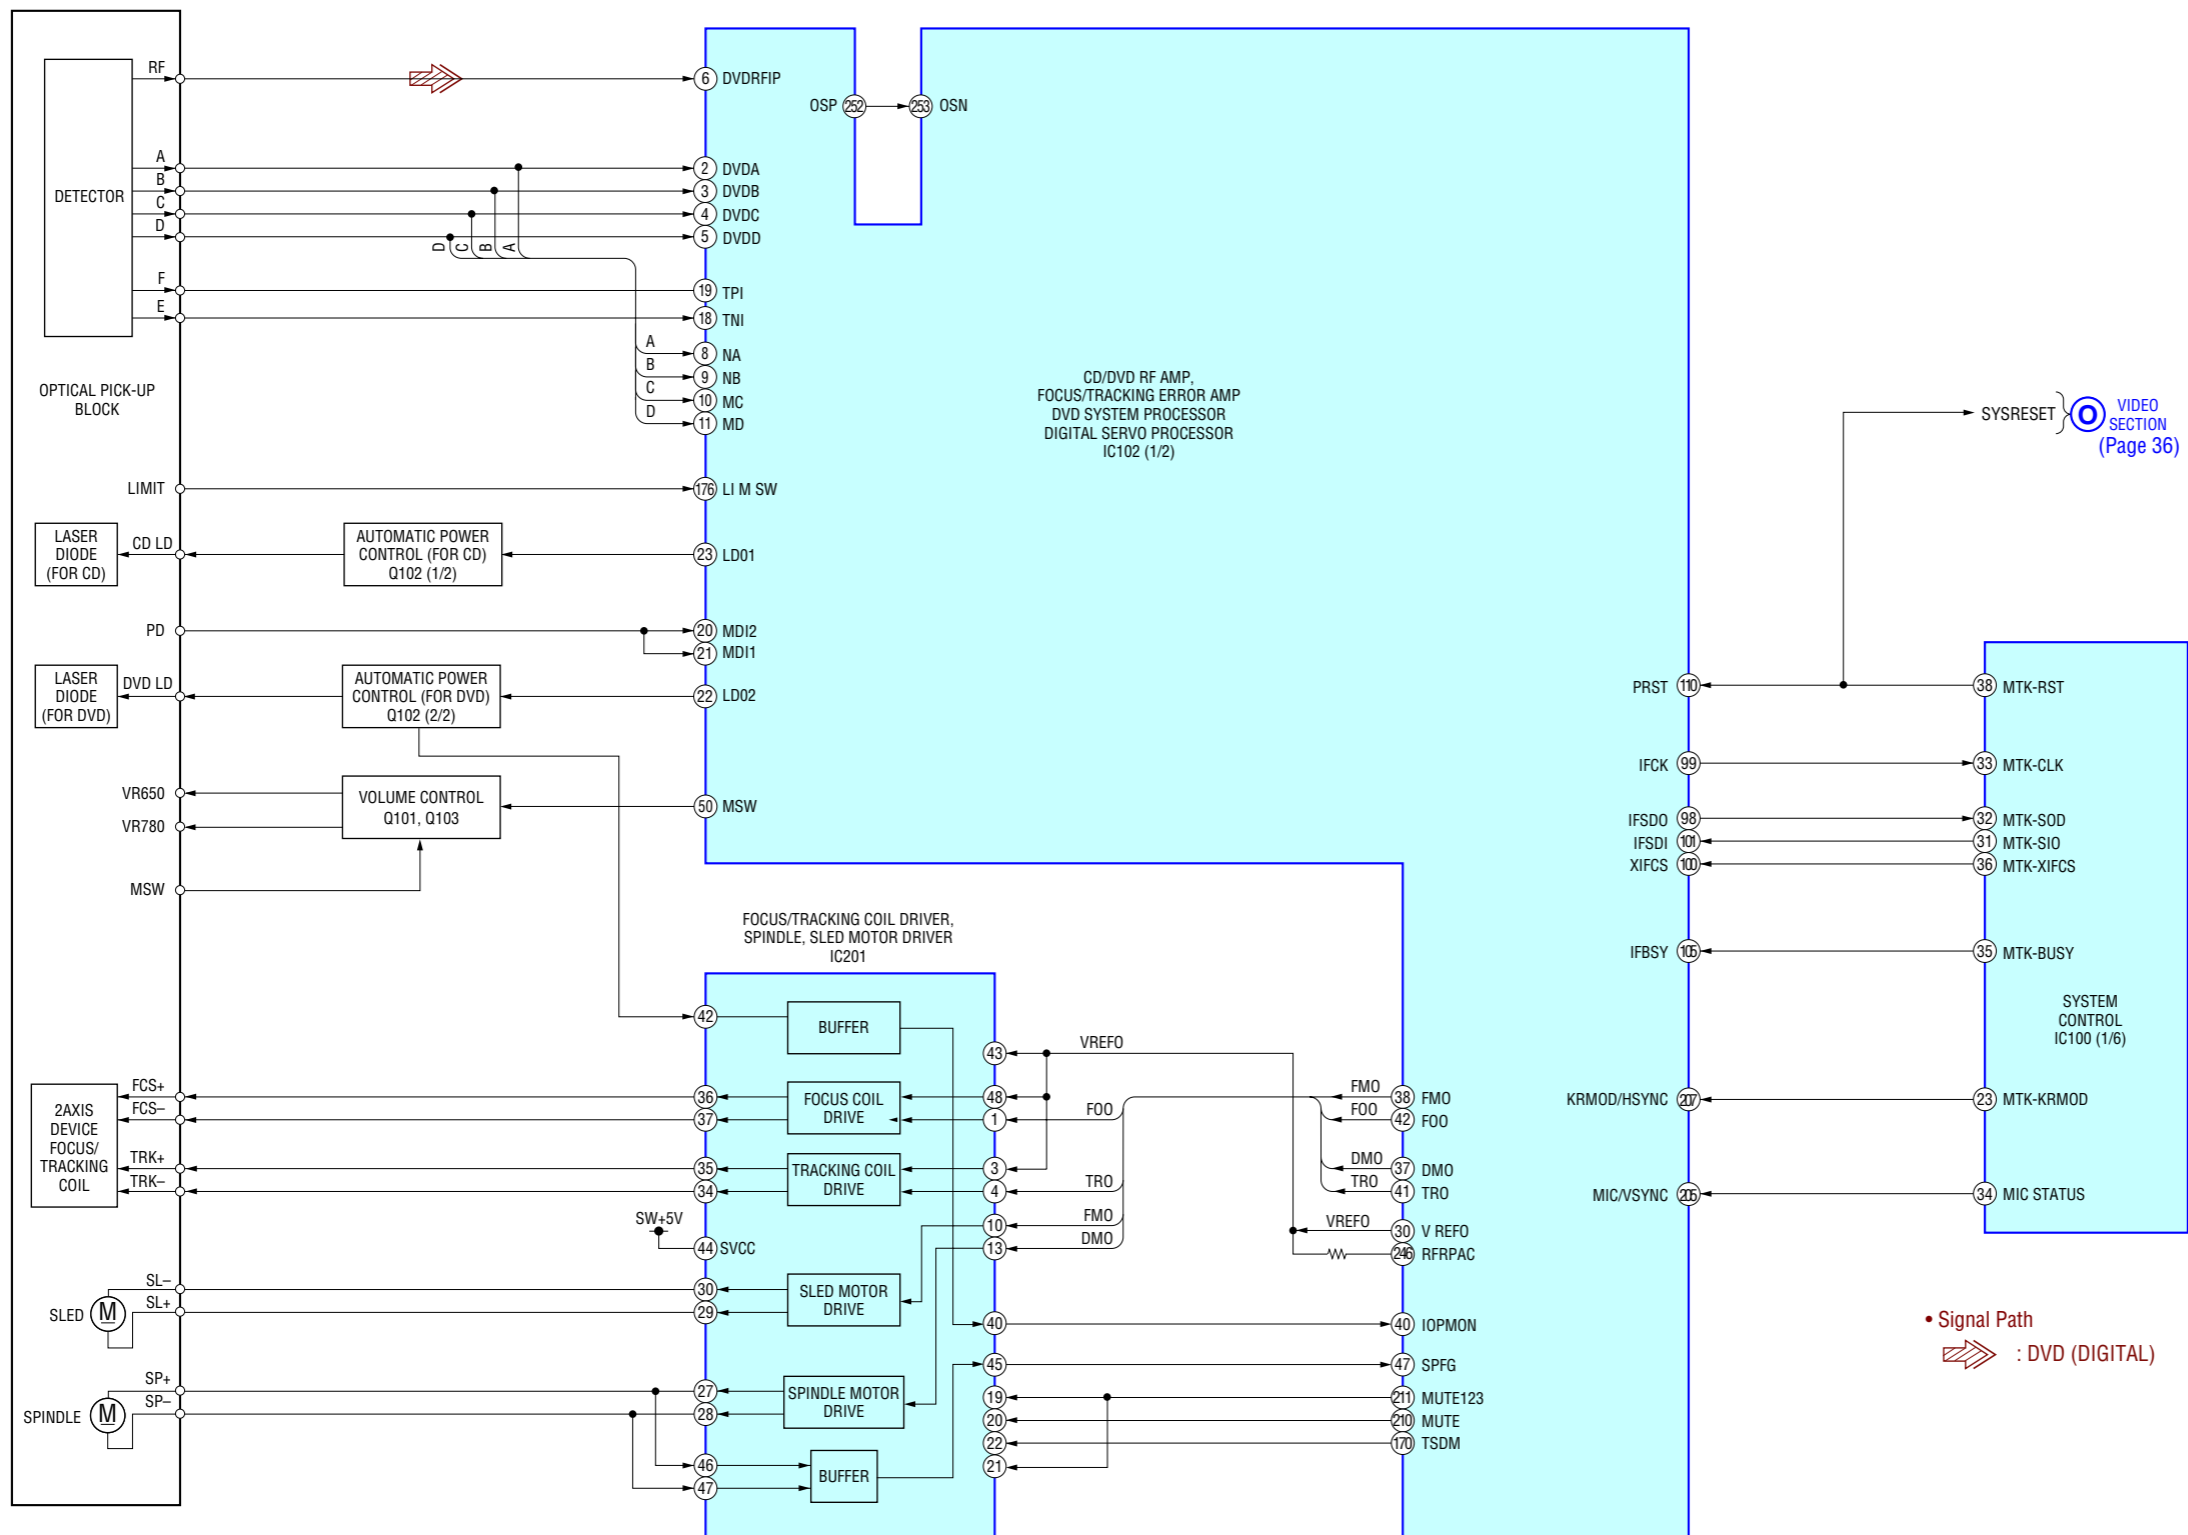 RF
A
B
C
D
F
E
DETECTOR
OPTICAL PICK-UP
BLOCK
D
C
B
A
6 DVDRFIP
2 DVDA
3 DVDB
4 DVDC
5 DVDD
19 TPI
18 TNI
A
B
C
D
8 NA
9 NB
10 MC
11 MD
OSP 252
253 OSN
CD/DVD RF AMP,
FOCUS/TRACKING ERROR AMP
DVD SYSTEM PROCESSOR
DIGITAL SERVO PROCESSOR
IC102 (1/2)
SYSRESET
O
VIDEO
SECTION
(Page 36)
LIMIT
176 LI M SW
LASER
DIODE
(FOR CD)
CD LD
AUTOMATIC POWER
CONTROL (FOR CD)
Q102 (1/2)
23 LD01
PD
20 MDI2
21 MDI1
LASER
DIODE
(FOR DVD)
DVD LD
AUTOMATIC POWER
CONTROL (FOR DVD)
Q102 (2/2)
22 LD02
VR650
VR780
VOLUME CONTROL
Q101, Q103
50 MSW
MSW
PRST 110
38 MTK-RST
IFCK 99
33 MTK-CLK
IFSDO 98
32 MTK-SOD
IFSDI 101
31 MTK-SIO
XIFCS 100
36 MTK-XIFCS
IFBSY 105
35 MTK-BUSY
SYSTEM
CONTROL
IC100 (1/6)
KRMOD/HSYNC 207
23 MTK-KRMOD
MIC/VSYNC 205
34 MIC STATUS
FOCUS/TRACKING COIL DRIVER,
SPINDLE, SLED MOTOR DRIVER
IC201
42
BUFFER
43
VREFO
2AXIS
DEVICE
FOCUS/
TRACKING
COIL
FCS+
FCS–
TRK+
TRK–
36
37
35
34
FOCUS COIL
DRIVE
TRACKING COIL
DRIVE
48
1
3
4
10
13
FOO
TRO
FMO
DMO
FMO
FOO
DMO
TRO
VREFO
38 FMO
42 FOO
37 DMO
41 TRO
30 V REFO
246 RFRPAC
SW+5V
44 SVCC
SLED
M
SL–
SL+
30
29
SLED MOTOR
DRIVE
40
40 IOPMON
45
47 SPFG
SPINDLE
M
SP+
SP–
27
28
SPINDLE MOTOR
DRIVE
19
20
22
21
211 MUTE123
210 MUTE
170 TSDM
46
47
BUFFER
• Signal Path
: DVD (DIGITAL)